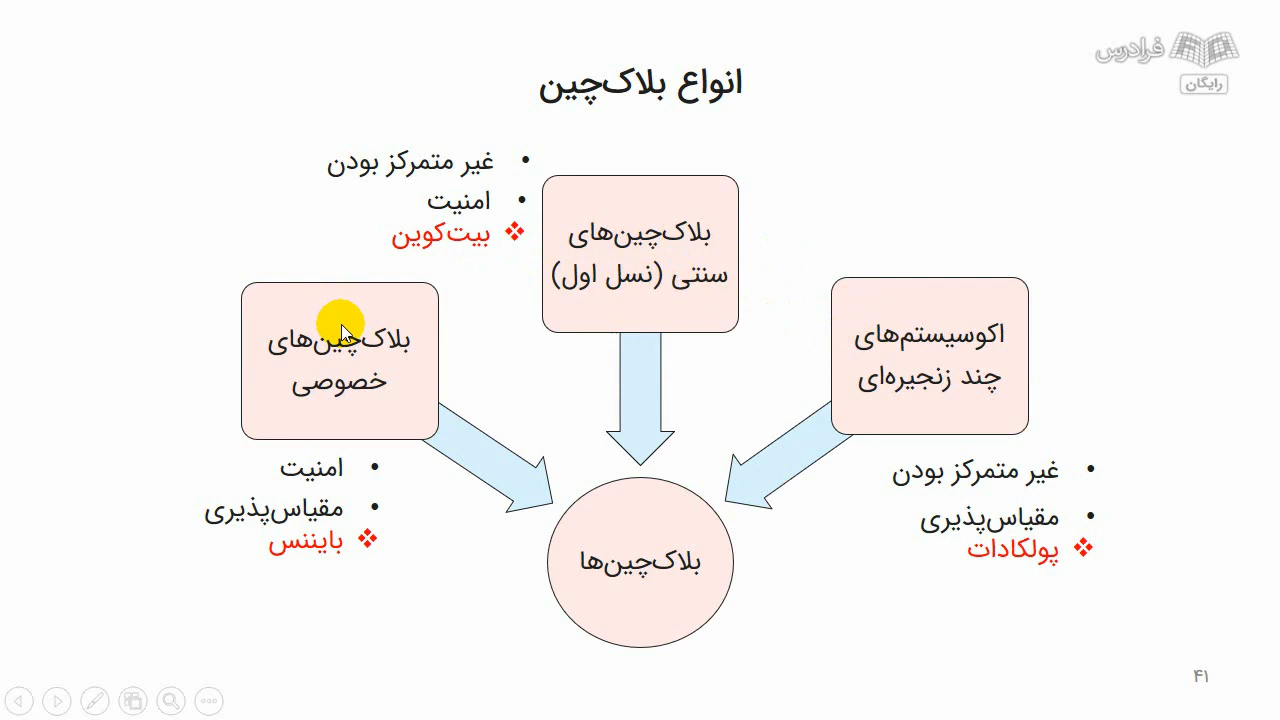 فرادرس
رایگان
انواع بلاک‌چین
• غیر متمرکز بودن
• امنیت
❖ بیت‌کوین
بلاک‌چین‌های
سنتی (نسل اول)
اکوسیستم‌های
چند زنجیره‌ای
• غیر متمرکز بودن
• مقیاس‌پذیری
❖ پولکادات
بلاک‌چین‌های
خصوصی
• امنیت
• مقیاس‌پذیری
❖ بایننس
بلاک‌چین‌ها
۴۱